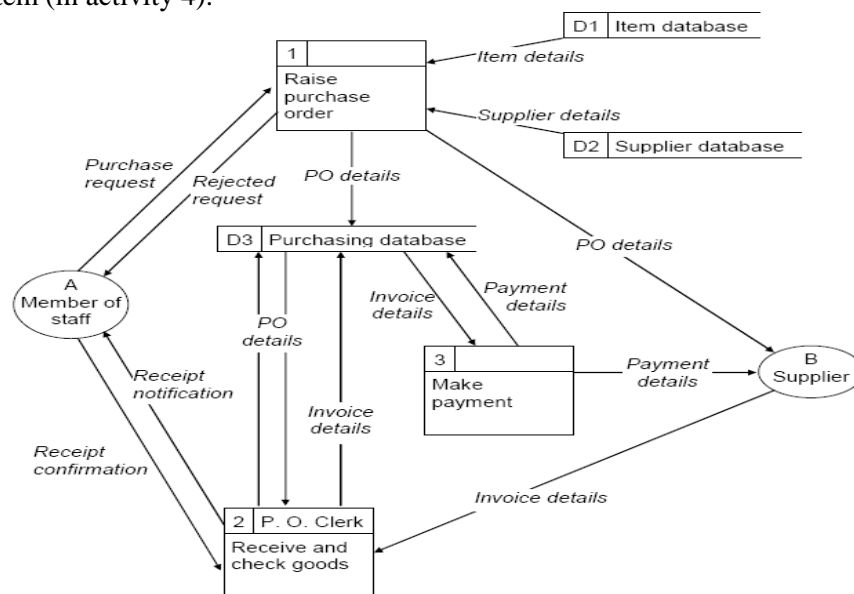 (in activity 4).
D1 Item database
Item details
1
Raise
purchase
order
Supplier details
D2 Supplier database
Purchase
request
Rejected
request
PO details
PO details
D3 Purchasing database
A
Member of
staff
Invoice
details
Payment
details
PO
details
3
Make
payment
Payment
details
B
Supplier
Receipt
notification
Invoice
details
Receipt
confirmation
Invoice details
2 P. O. Clerk
Receive and
check goods